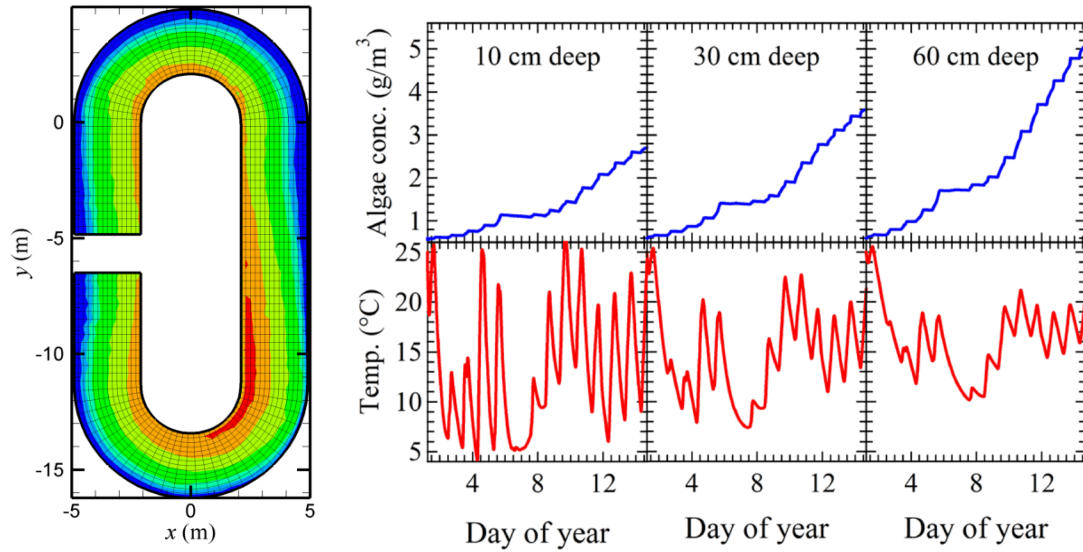 0
-5
-10
-15
y (m)
-5
0
5
x (m)
10 cm deep
30 cm deep
60 cm deep
5
4
3
2
1
Algae conc. (g/m³)
25
20
15
10
5
Temp. (°C)
4
8
12
4
8
12
4
8
12
Day of year
Day of year
Day of year